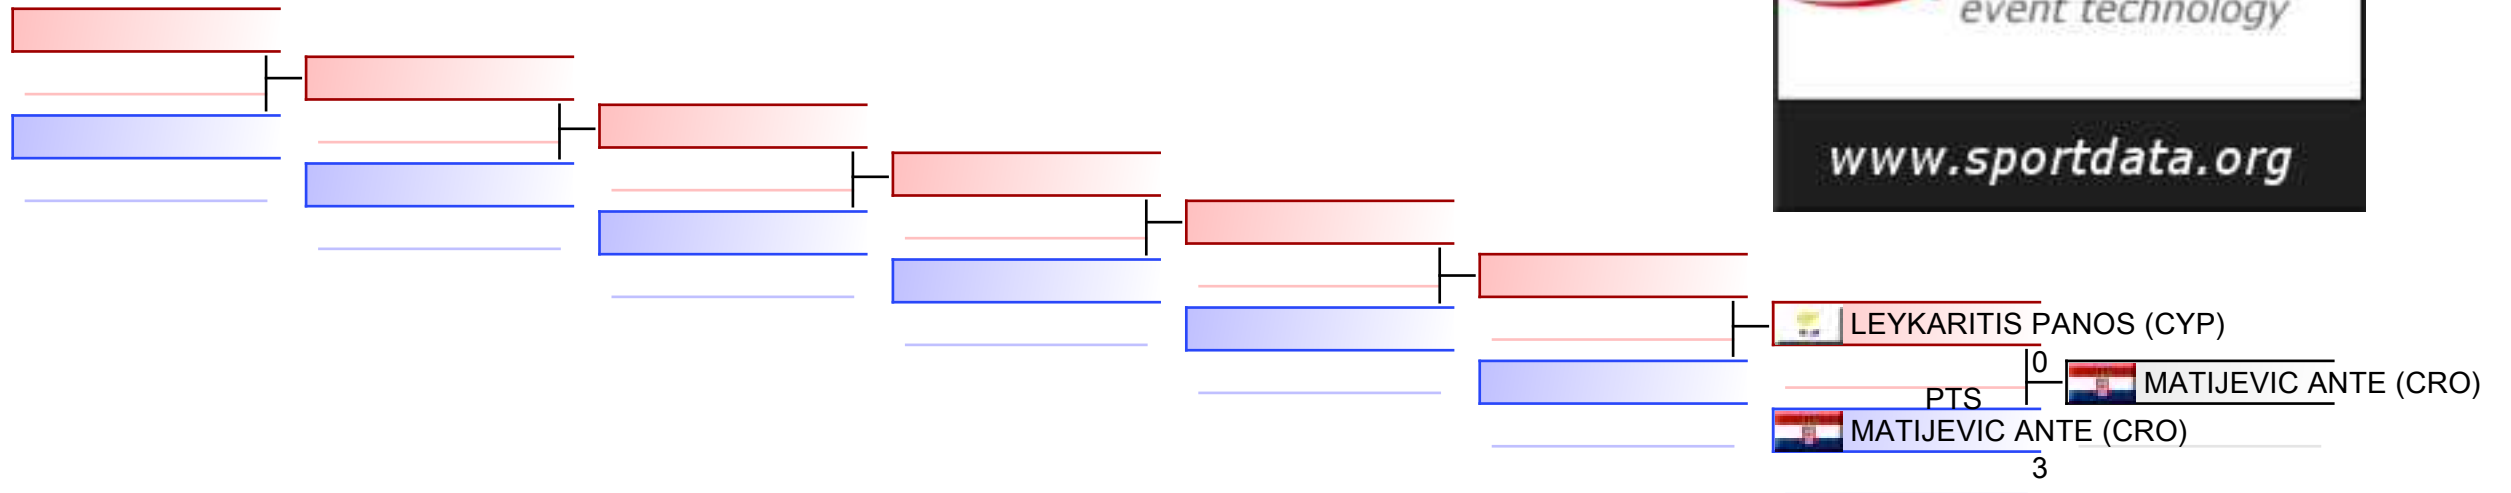 event technology
www.sportdata.org
LEYKARITIS PANOS (CYP)
0
MATIJEVIC ANTE (CRO)
PTS
MATIJEVIC ANTE (CRO)
3